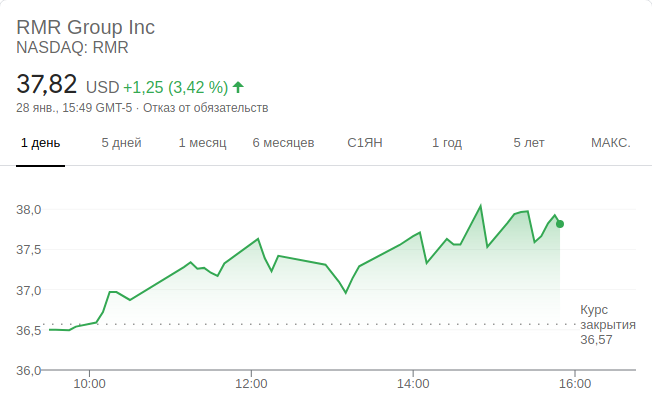 RMR Group Inc
NASDAQ: RMR
37,82 USD +1,25 (3,42 %)
28 янв., 15:49 GMT-5 · Отказ от обязательств
1 день 5 дней 1 месяц 6 месяцев С1ЯН 1 год 5 лет МАКС.
38,0
37,5
37,0
36,5
36,0
Курс
закрытия
36,57
10:00 12:00 14:00 16:00